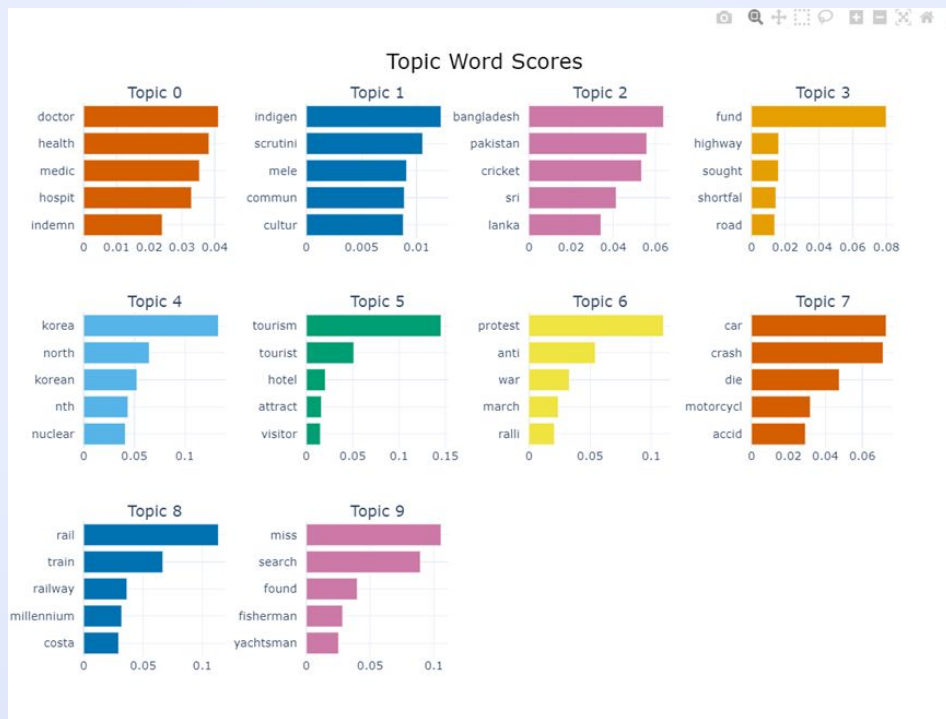 Topic Word Scores
Topic 0
doctor
health
medic
hospit
indemn
0 0.01 0.02 0.03 0.04
Topic 1
indigen
scrutini
mele
commun
cultur
0 0.005 0.01
Topic 2
bangladesh
pakistan
cricket
sri
lanka
0 0.02 0.04 0.06
Topic 3
fund
highway
sought
shortfal
road
0 0.02 0.04 0.06 0.08
Topic 4
korea
north
korean
nth
nuclear
0 0.05 0.1
Topic 5
tourism
tourist
hotel
attract
visitor
0 0.05 0.1 0.15
Topic 6
protest
anti
war
march
ralli
0 0.05 0.1
Topic 7
car
crash
die
motorcycl
accid
0 0.02 0.04 0.06
Topic 8
rail
train
railway
millennium
costa
0 0.05 0.1
Topic 9
miss
search
found
fisherman
yachtsman
0 0.05 0.1